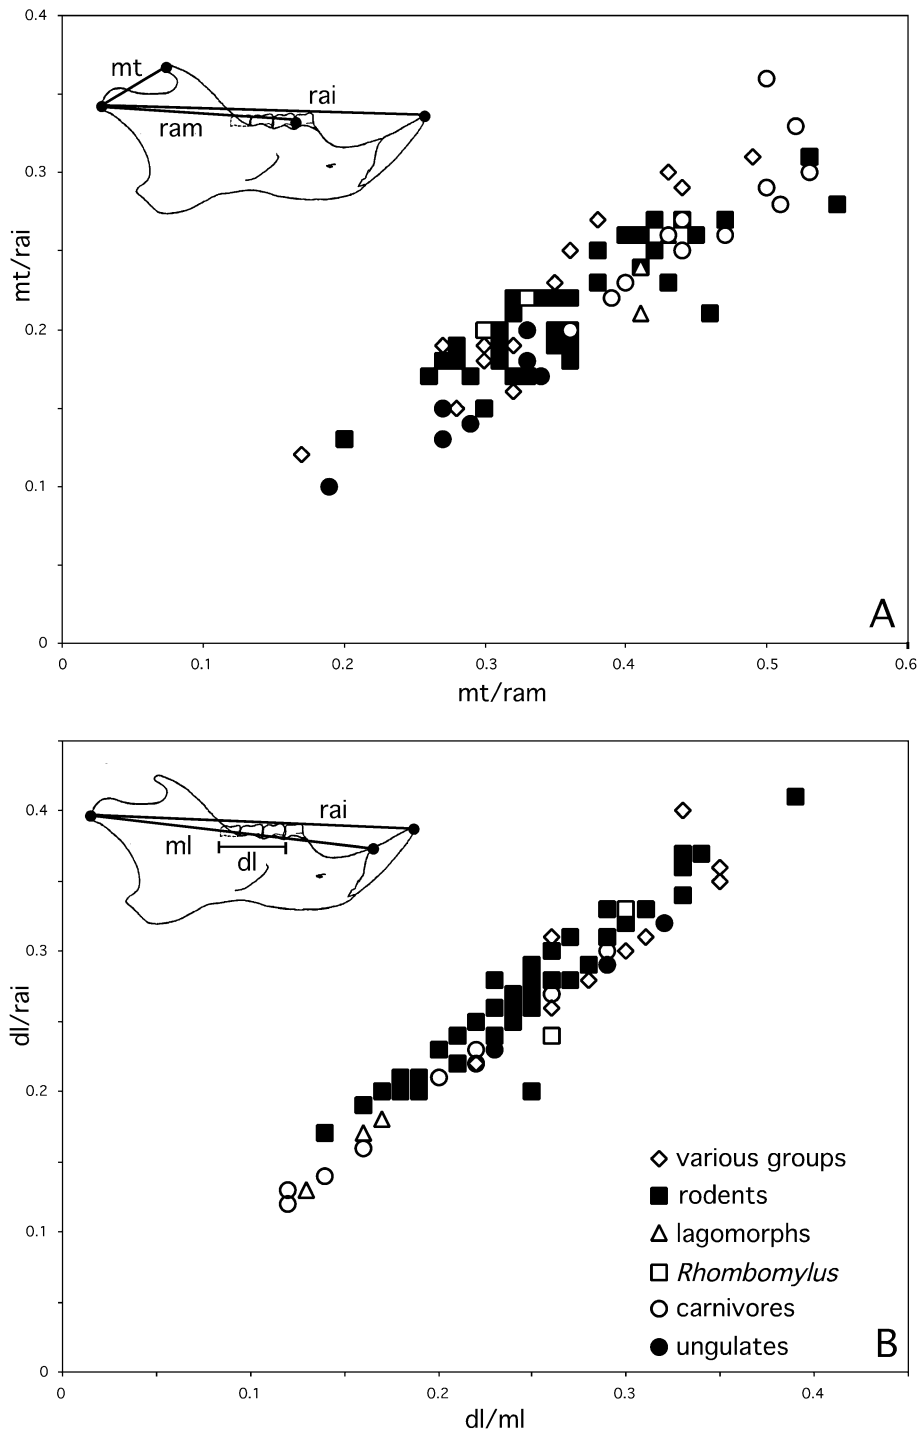 0.4
mt
rai
ram
0.3
mt/rai
0.2
0.1
A
0
0 0.1 0.2 0.3 0.4 0.5 0.6
mt/ram
0.4
rai
ml
dl
0.3
dl/rai
0.2
various groups
rodents
0.1
lagomorphs
Rhombomylus
carnivores
ungulates
B
0
0 0.1 0.2 0.3 0.4
dl/ml